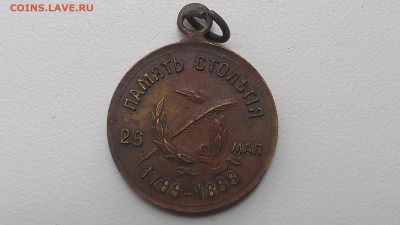 COINS.LAVE.RU
ПАМЯТЬ СТОЛѢТІЯ
26 МАЯ
1799-1899